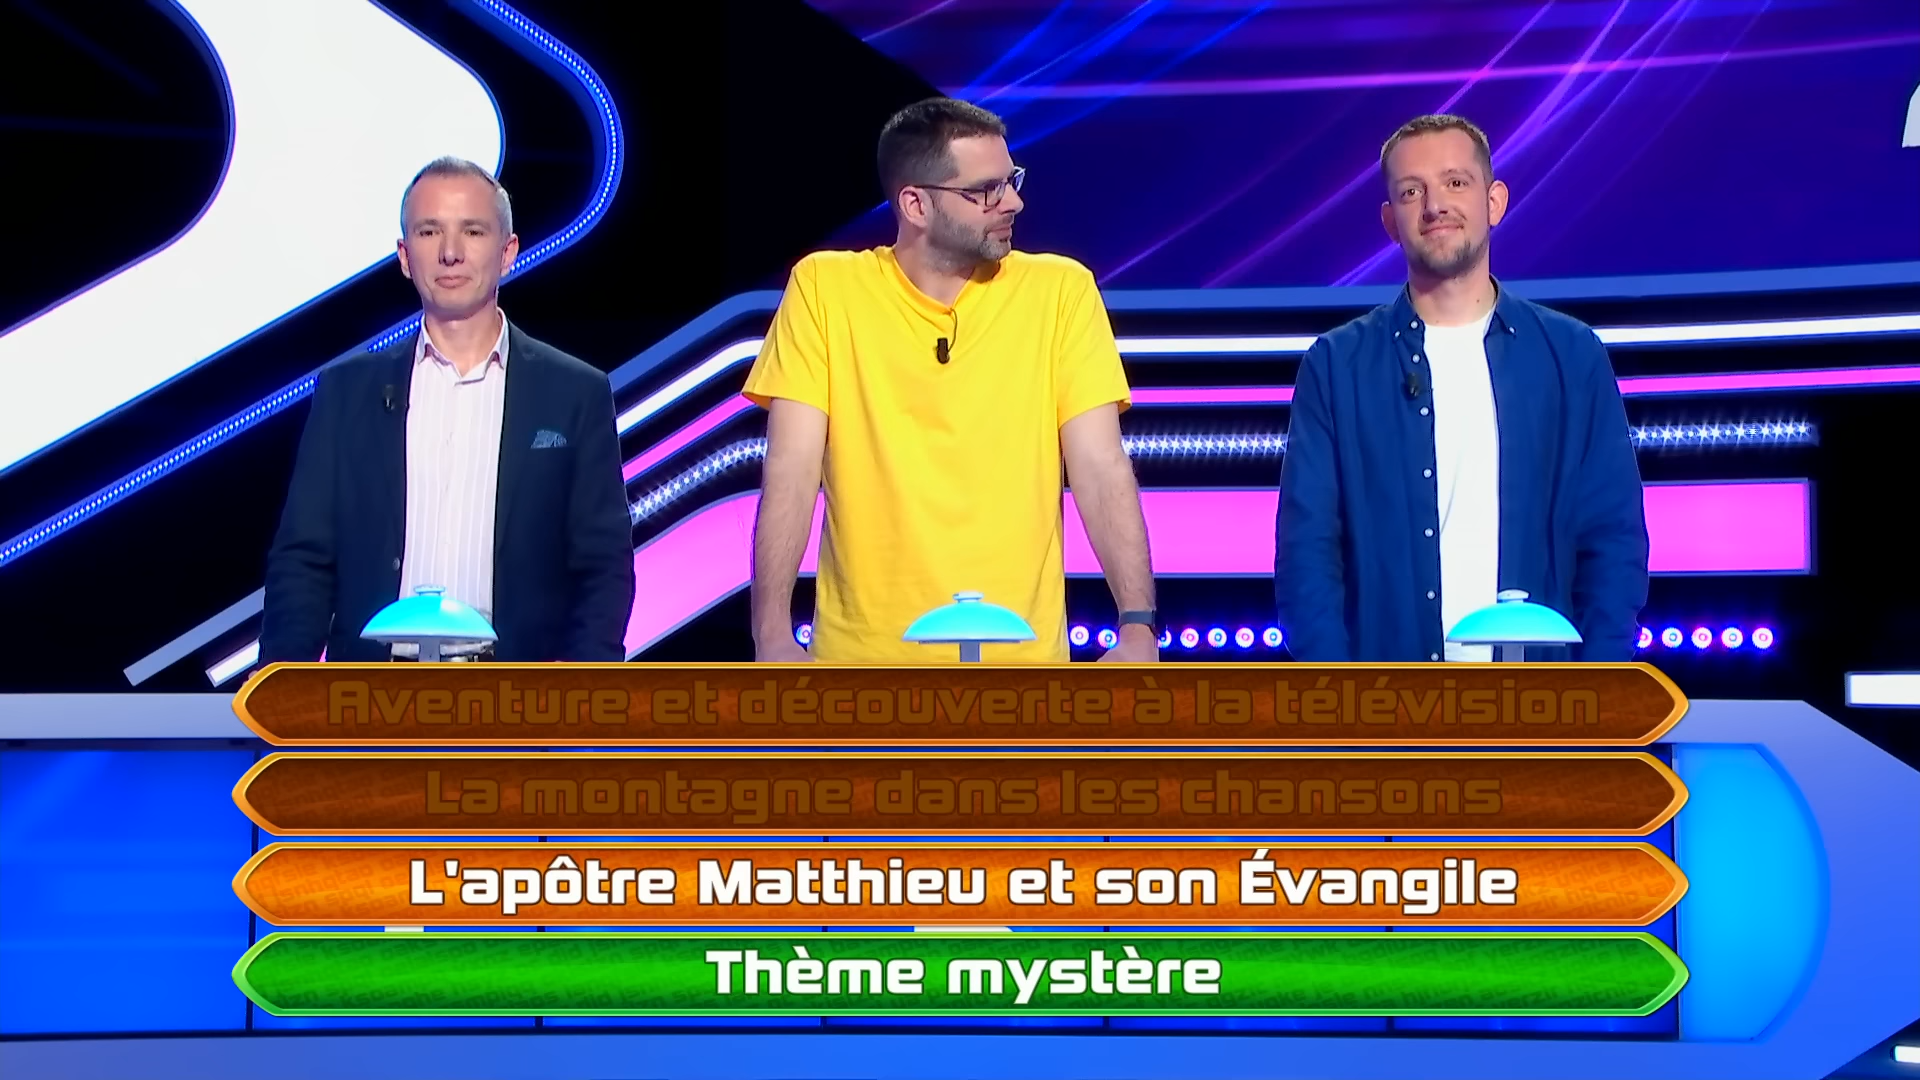 Aventure et découverte à la télévision
La montagne dans les chansons
L'apôtre Matthieu et son Évangile
Thème mystère